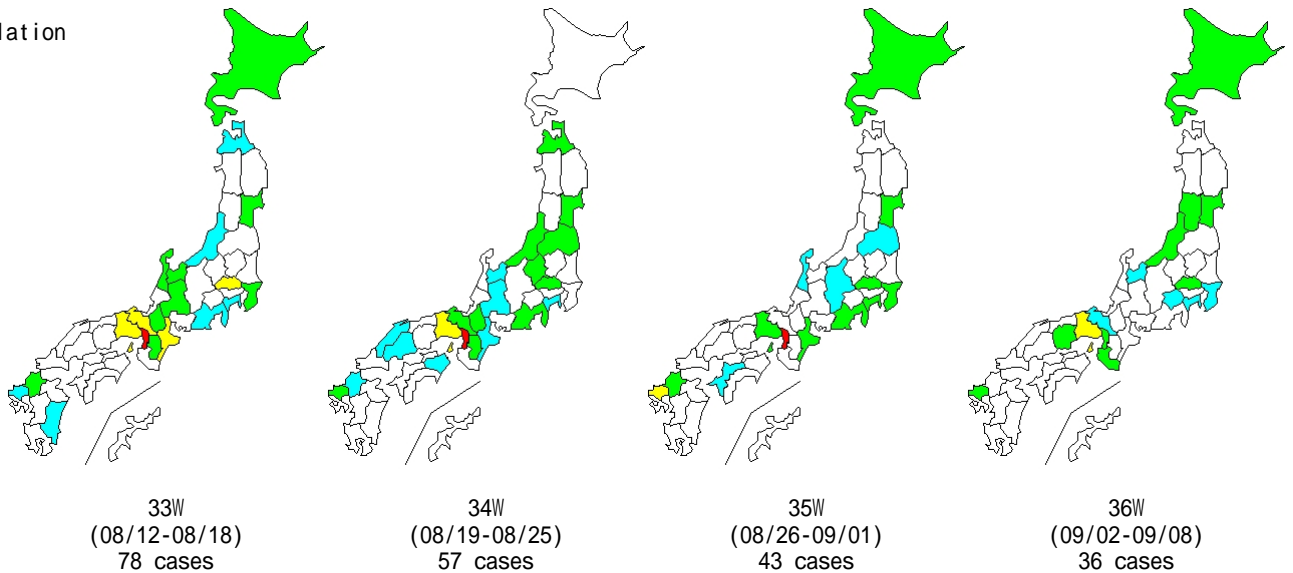 lation
33W
(08/12-08/18)
78 cases
34W
(08/19-08/25)
57 cases
35W
(08/26-09/01)
43 cases
36W
(09/02-09/08)
36 cases